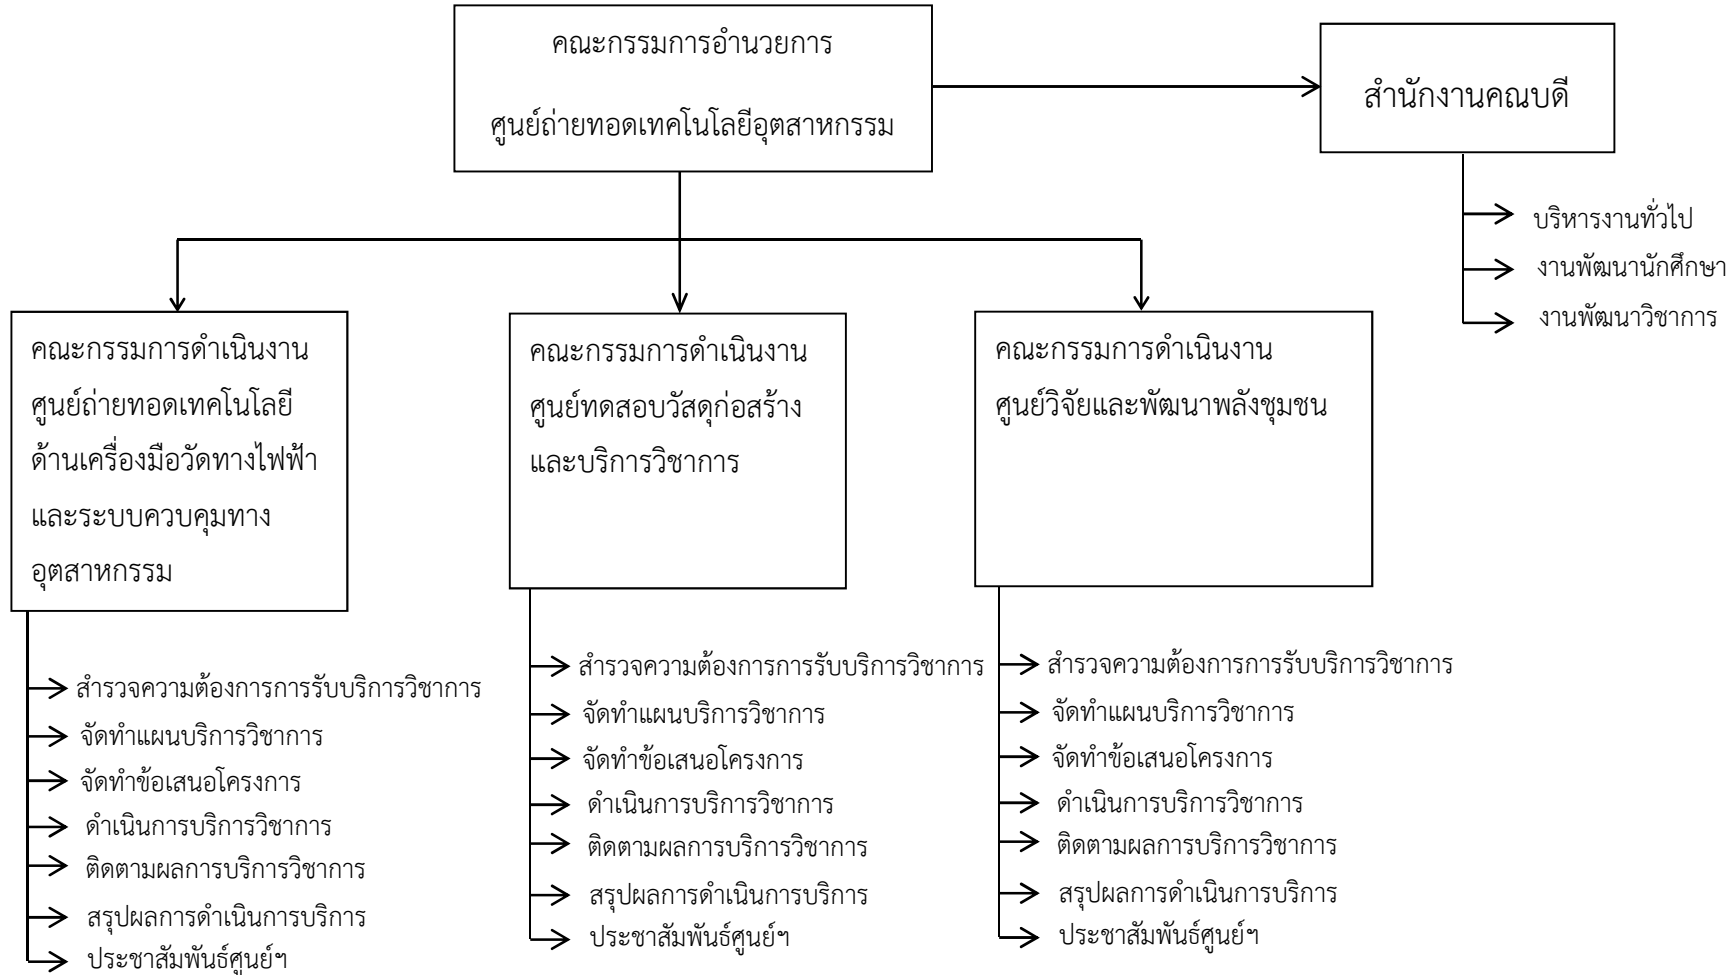 คณะกรรมการอำนวยการ
ศูนย์ถ่ายทอดเทคโนโลยีอุตสาหกรรม
สำนักงานคณบดี
บริหารงานทั่วไป
งานพัฒนานักศึกษา
งานพัฒนาวิชาการ
คณะกรรมการดำเนินงาน
ศูนย์ถ่ายทอดเทคโนโลยี
ด้านเครื่องมือวัดทางไฟฟ้า
และระบบควบคุมทาง
อุตสาหกรรม
สำรวจความต้องการการรับบริการวิชาการ
จัดทำแผนบริการวิชาการ
จัดทำข้อเสนอโครงการ
ดำเนินการบริการวิชาการ
ติดตามผลการบริการวิชาการ
สรุปผลการดำเนินการบริการ
ประชาสัมพันธ์ศูนย์ฯ
คณะกรรมการดำเนินงาน
ศูนย์ทดสอบวัสดุก่อสร้าง
และบริการวิชาการ
สำรวจความต้องการการรับบริการวิชาการ
จัดทำแผนบริการวิชาการ
จัดทำข้อเสนอโครงการ
ดำเนินการบริการวิชาการ
ติดตามผลการบริการวิชาการ
สรุปผลการดำเนินการบริการ
ประชาสัมพันธ์ศูนย์ฯ
คณะกรรมการดำเนินงาน
ศูนย์วิจัยและพัฒนาพลังชุมชน
สำรวจความต้องการการรับบริการวิชาการ
จัดทำแผนบริการวิชาการ
จัดทำข้อเสนอโครงการ
ดำเนินการบริการวิชาการ
ติดตามผลการบริการวิชาการ
สรุปผลการดำเนินการบริการ
ประชาสัมพันธ์ศูนย์ฯ